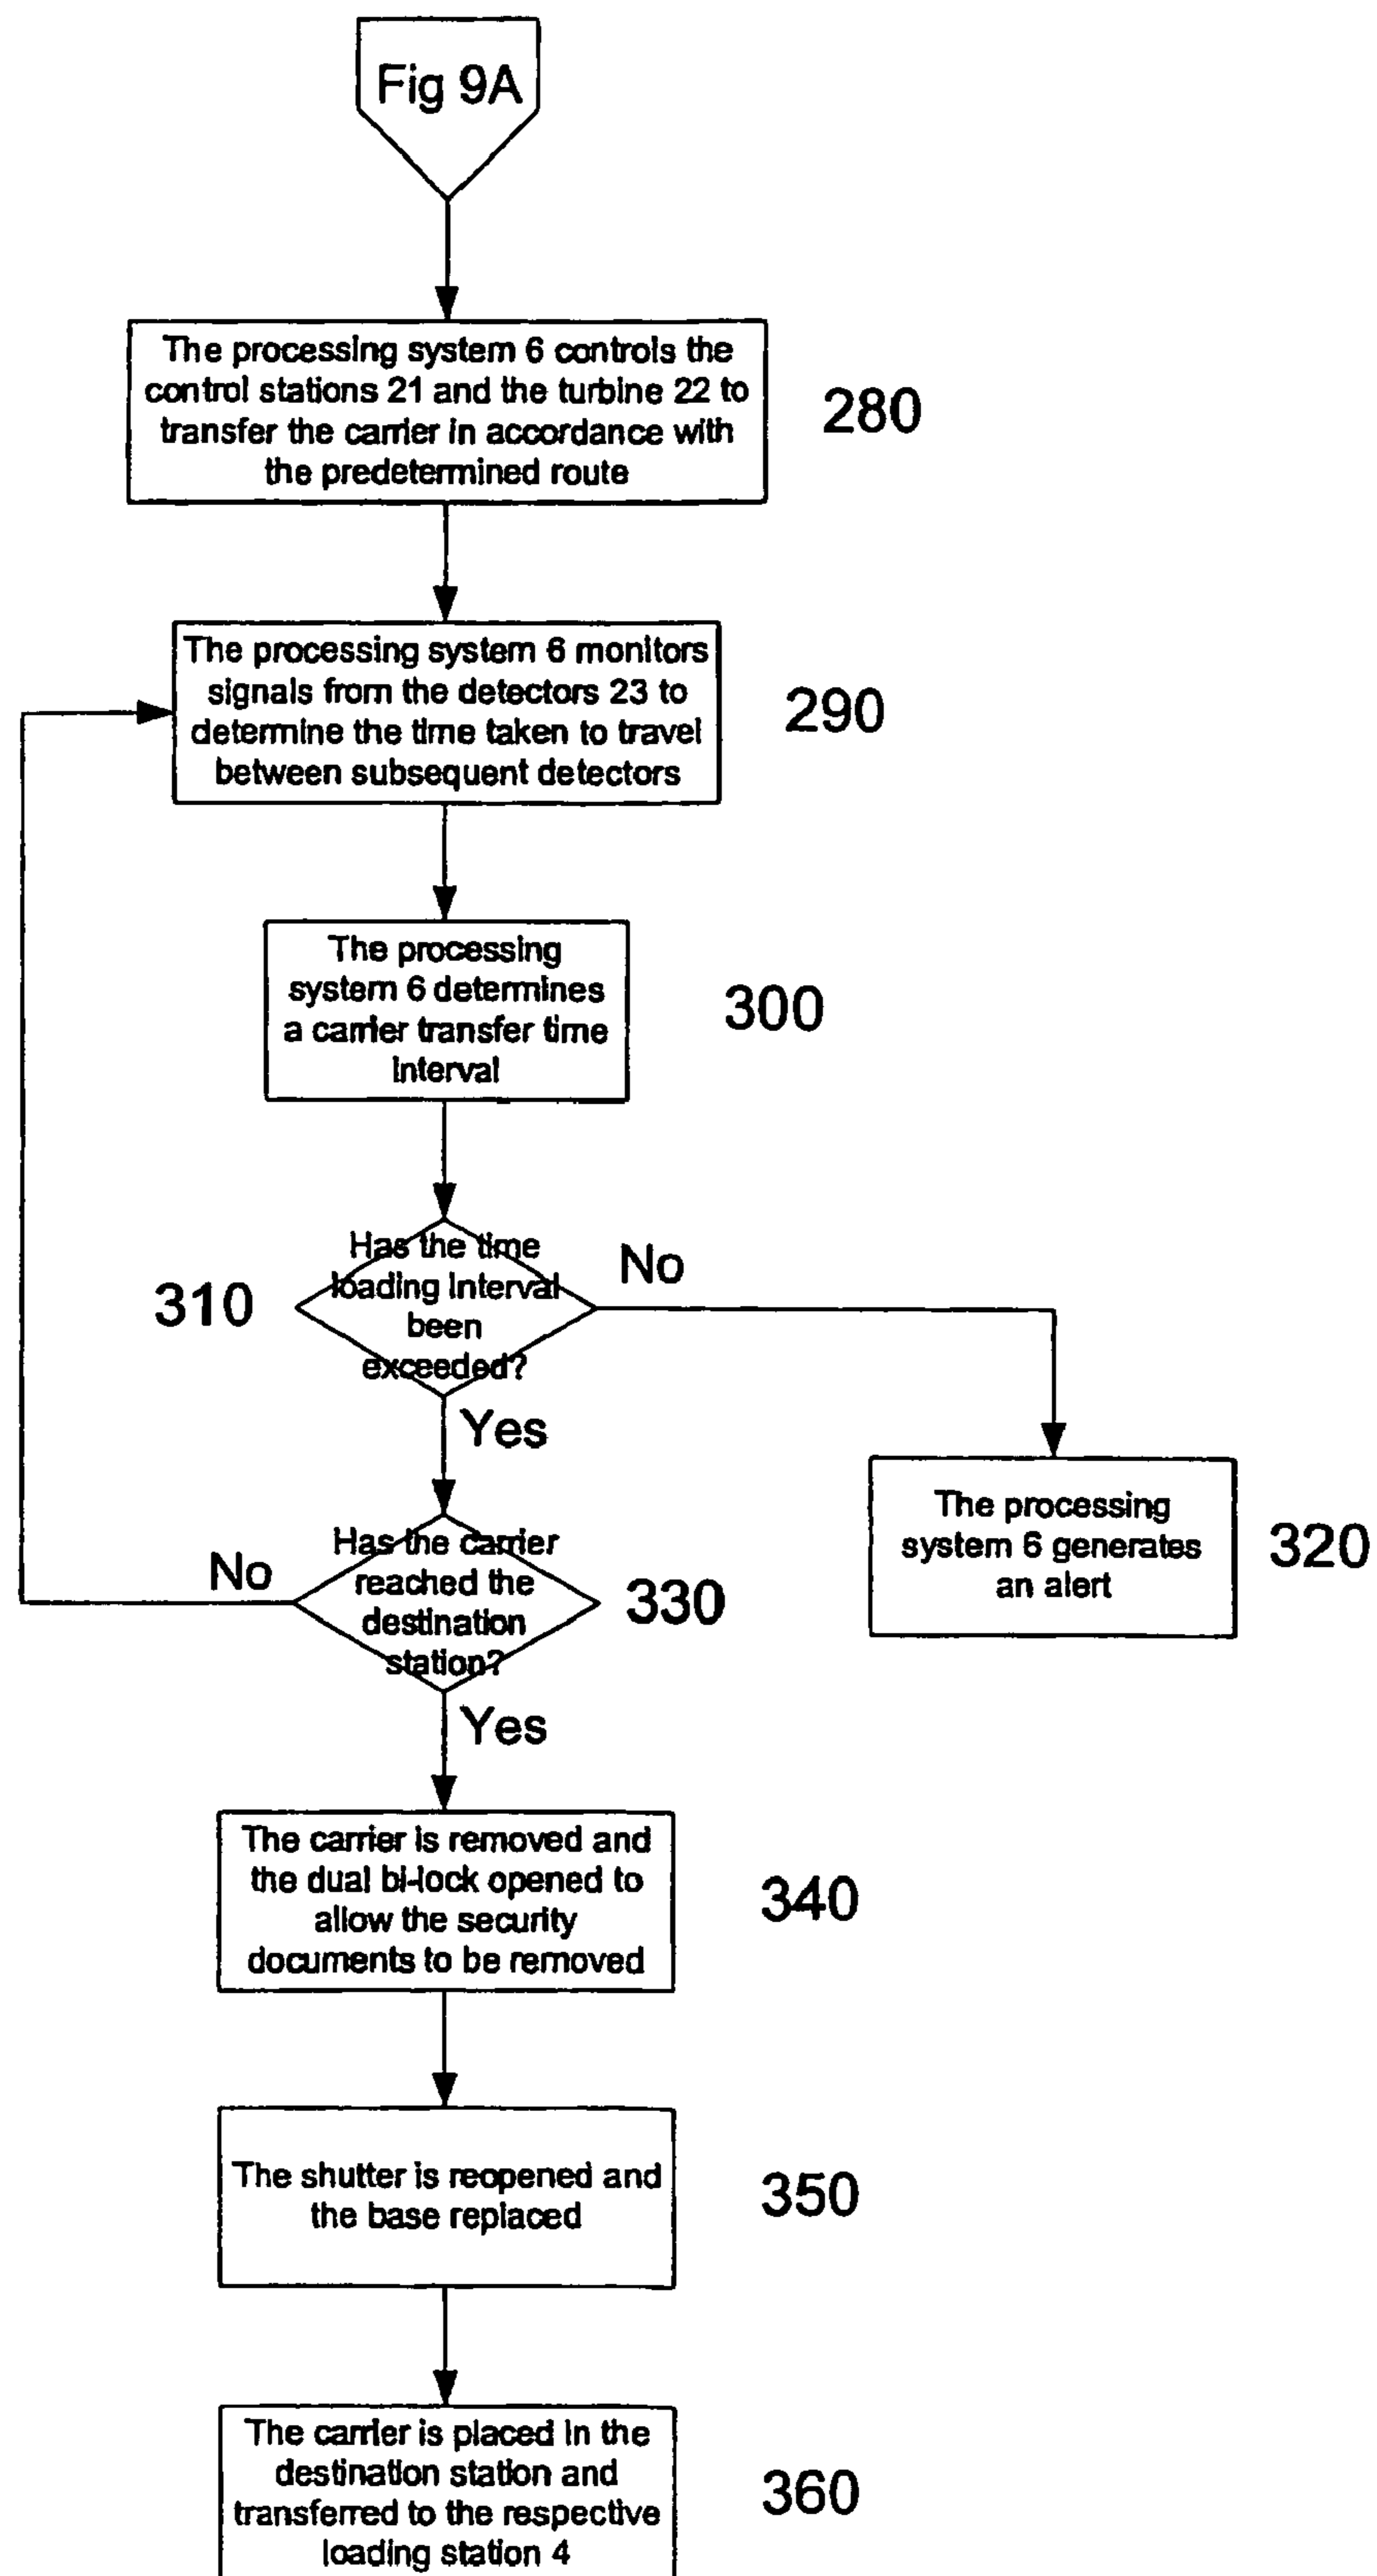 Fig 9A
The processing system 6 controls the
control stations 21 and the turbine 22 to
transfer the carrier in accordance with
the predetermined route
280
The processing system 6 monitors
signals from the detectors 23 to
determine the time taken to travel
between subsequent detectors
290
The processing
system 6 determines
a carrier transfer time
interval
300
Has the time
loading interval
been
exceeded?
310
No
Yes
The processing
system 6 generates
an alert
320
Has the carrier
reached the
destination
station?
No
330
Yes
The carrier is removed and
the dual bi-lock opened to
allow the security
documents to be removed
340
The shutter is reopened and
the base replaced
350
The carrier is placed in the
destination station and
transferred to the respective
loading station 4
360